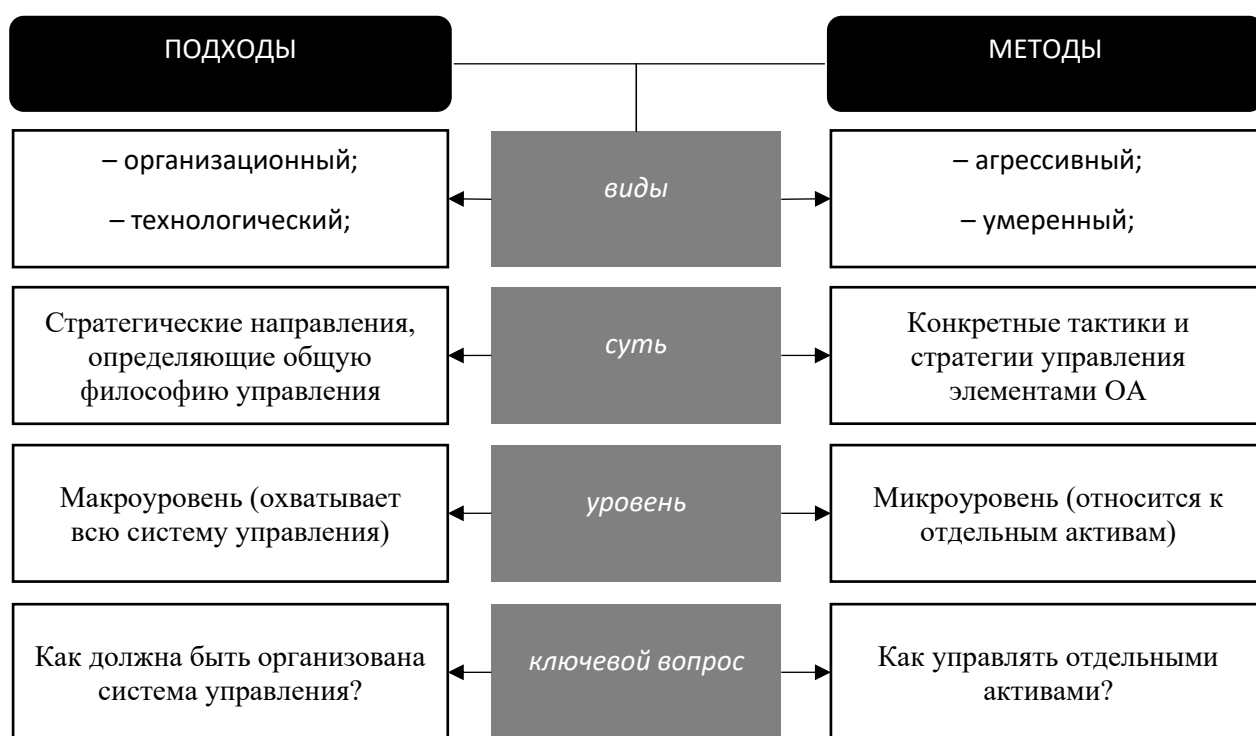 ПОДХОДЫ
МЕТОДЫ
– организационный;
– технологический;
виды
– агрессивный;
– умеренный;
Стратегические направления,
определяющие общую
философию управления
суть
Конкретные тактики и
стратегии управления
элементами ОА
Макроуровень (охватывает
всю систему управления)
уровень
Микроуровень (относится к
отдельным активам)
Как должна быть организована
система управления?
ключевой вопрос
Как управлять отдельными
активами?